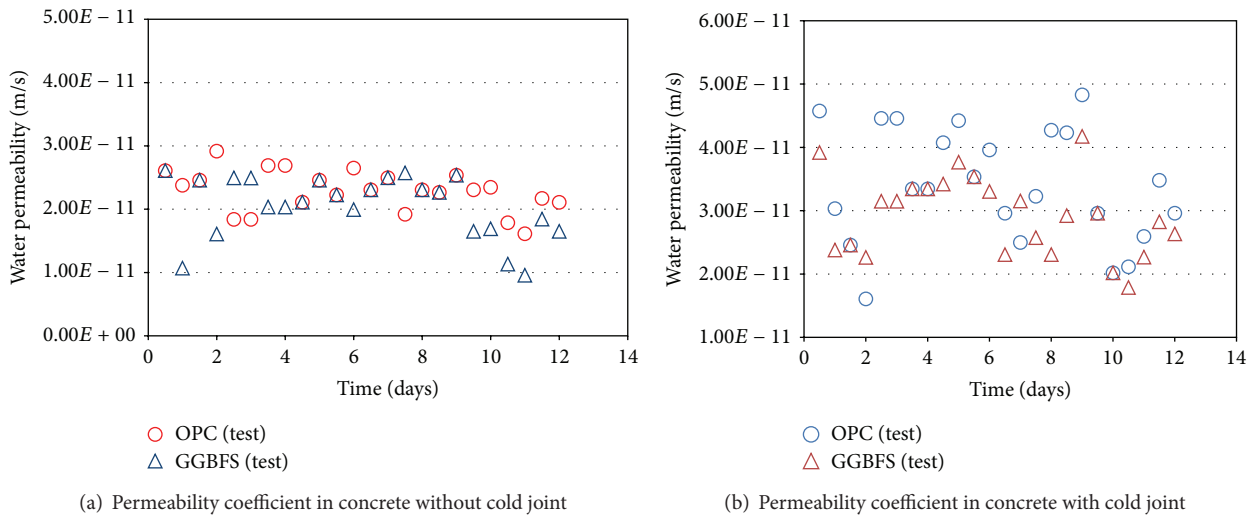 5.00E − 11
4.00E − 11
3.00E − 11
2.00E − 11
1.00E − 11
0.00E + 00
Water permeability (m/s)
0 2 4 6 8 10 12 14
Time (days)
OPC (test)
GGBFS (test)
(a) Permeability coefficient in concrete without cold joint
6.00E − 11
5.00E − 11
4.00E − 11
3.00E − 11
2.00E − 11
1.00E − 11
Water permeability (m/s)
0 2 4 6 8 10 12 14
Time (days)
OPC (test)
GGBFS (test)
(b) Permeability coefficient in concrete with cold joint